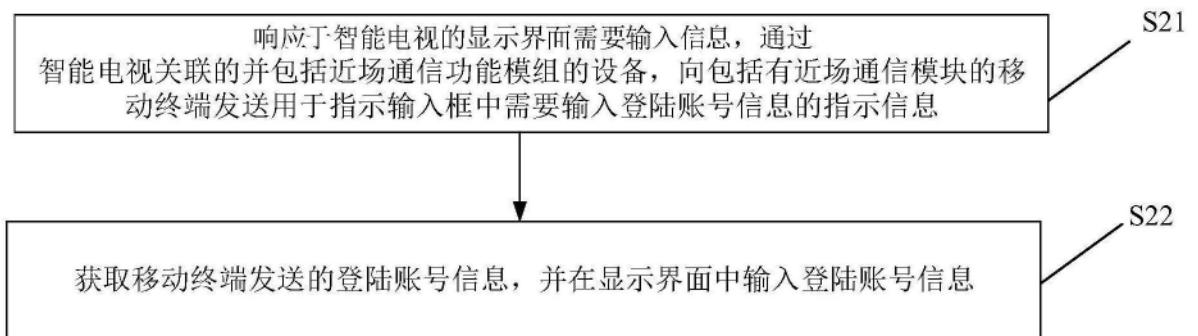 响应于智能电视的显示界面需要输入信息，通过
智能电视关联的并包括近场通信功能模组的设备，向包括有近场通信模块的移
动终端发送用于指示输入框中需要输入登陆账号信息的指示信息
S21
获取移动终端发送的登陆账号信息，并在显示界面中输入登陆账号信息
S22